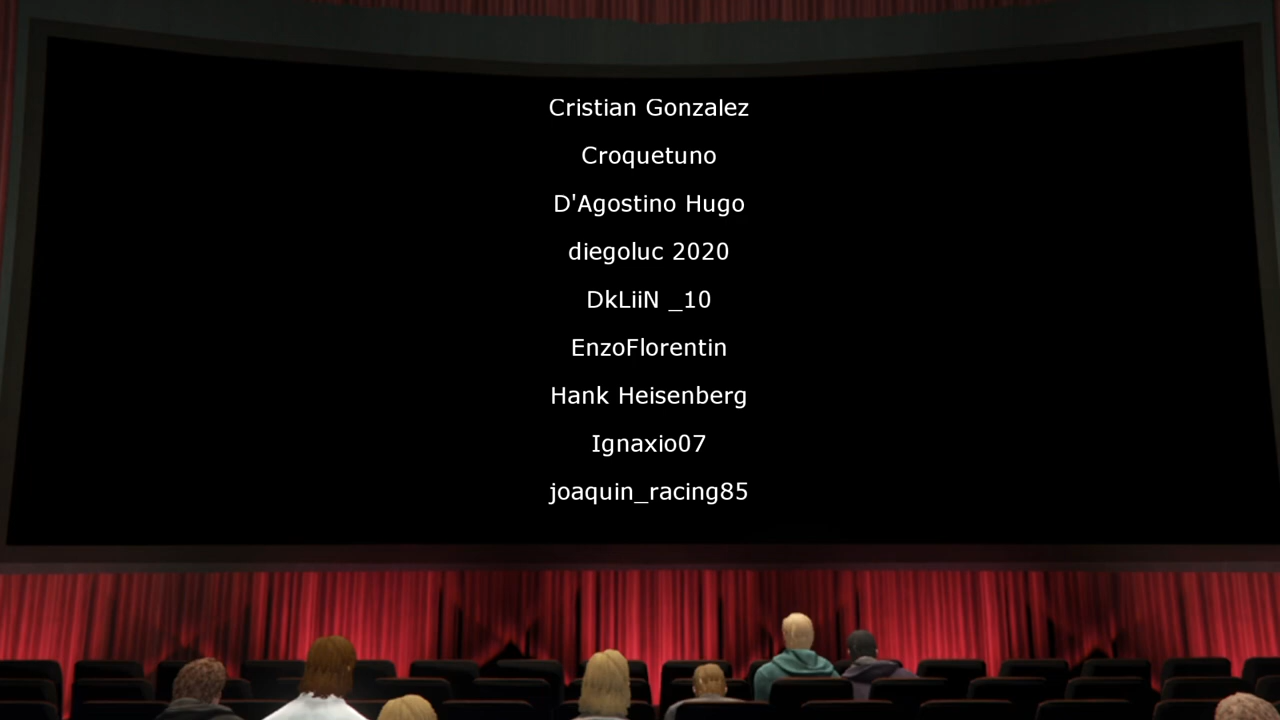 Cristian Gonzalez
Croquetuno
D'Agostino Hugo
diegoluc 2020
DkLiiN _10
EnzoFlorentin
Hank Heisenberg
Ignaxio07
joaquin_racing85